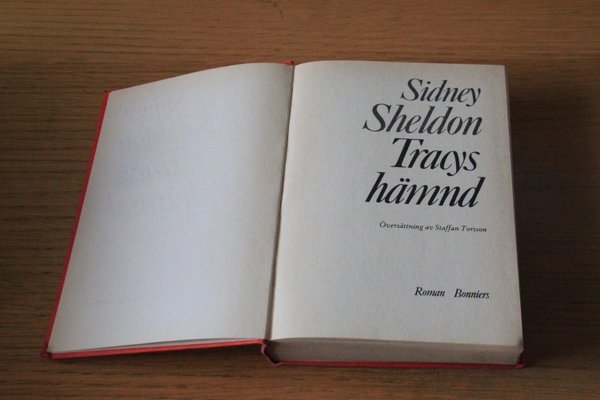 Sidney
Sheldon
Tracys
hämnd
Översättning av Staffan Torsson
Roman Bonniers